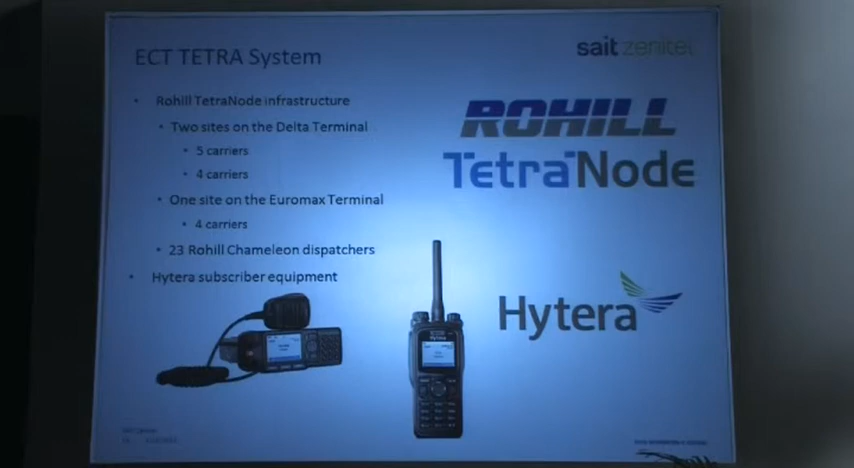 ECT TETRA System
sait zenitel
• Rohill TetraNode infrastructure
• Two sites on the Delta Terminal
• 5 carriers
• 4 carriers
• One site on the Euromax Terminal
• 4 carriers
• 23 Rohill Chameleon dispatchers
• Hytera subscriber equipment
ROHILL
TetraNode
Hytera